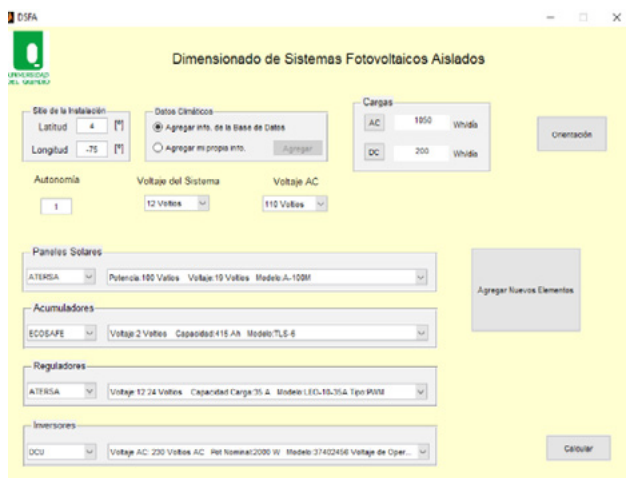 DSFA
UNIVERSIDAD
DEL QUINDÍO
Dimensionado de Sistemas Fotovoltaicos Aislados
Sitio de la Instalación
Latitud 4 [º]
Longitud -75 [º]
Datos Climáticos
Agregar info. de la Base de Datos
Agregar mi propia info. Agregar
Cargas
AC 1050 Wh/día
DC 200 Wh/día
Orientación
Autonomía
1
Voltaje del Sistema
12 Voltios
Voltaje AC
110 Voltios
Paneles Solares
ATERSA Potencia:100 Vatios Voltaje:19 Voltios Modelo:A-100M
Agregar Nuevos Elementos
Acumuladores
ECOSAFE Voltaje:2 Voltios Capacidad:415 Ah Modelo:TLS-6
Reguladores
ATERSA Voltaje:12 24 Voltios Capacidad Carga:35 A Modelo:LEO-10-35A Tipo:PWM
Inversores
DCU Voltaje AC: 230 Voltios AC Pot Nominal:2000 W Modelo:37402456 Voltaje de Oper...
Calcular